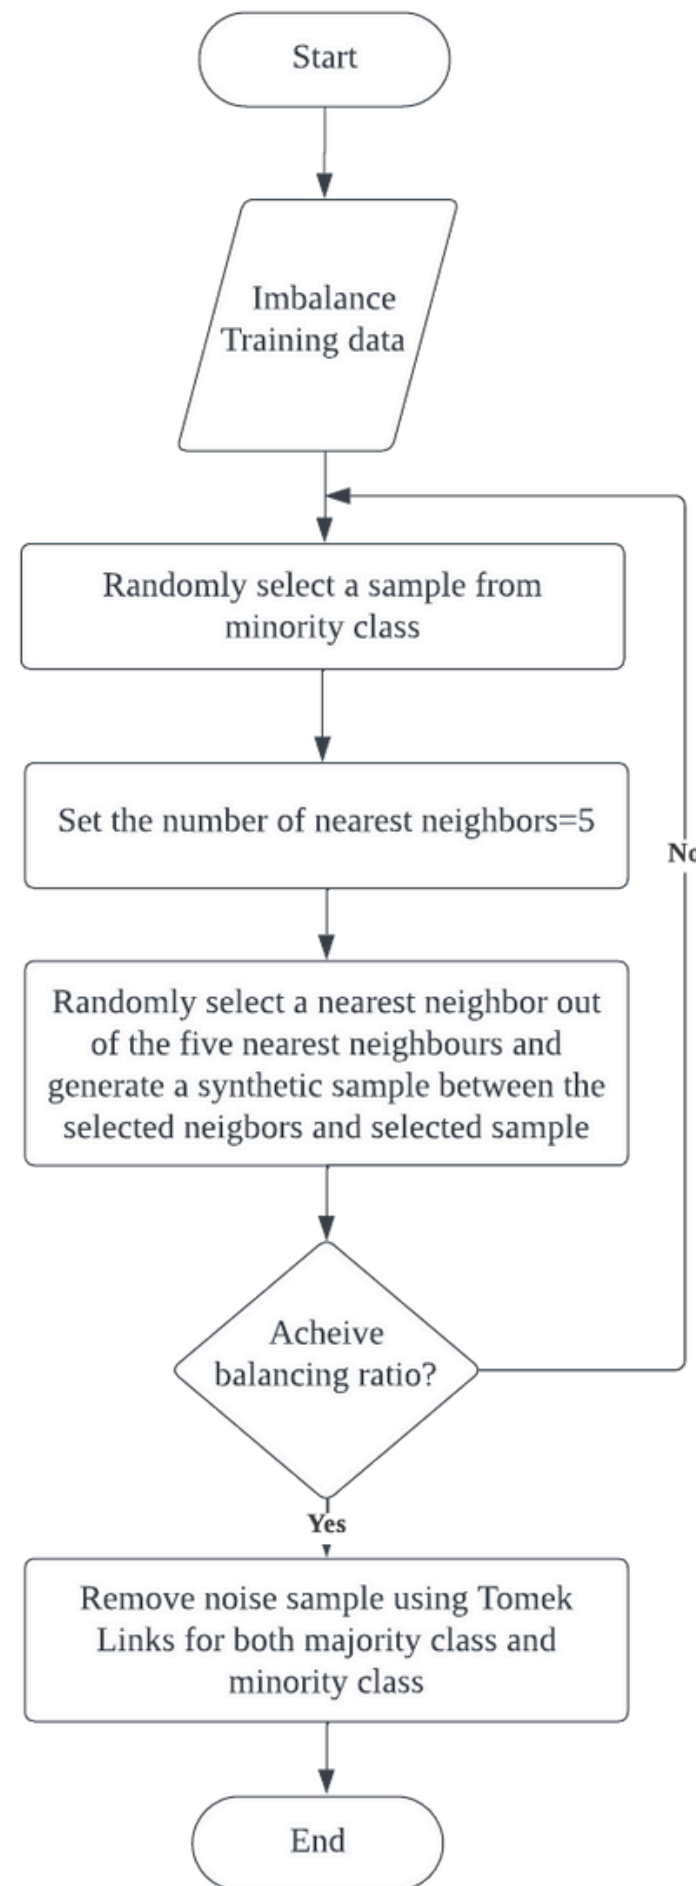 Start
Imbalance
Training data
Randomly select a sample from
minority class
Set the number of nearest neighbors=5
No
Randomly select a nearest neighbor out
of the five nearest neighbours and
generate a synthetic sample between the
selected neigbors and selected sample
Acheive
balancing ratio?
Yes
Remove noise sample using Tomek
Links for both majority class and
minority class
End